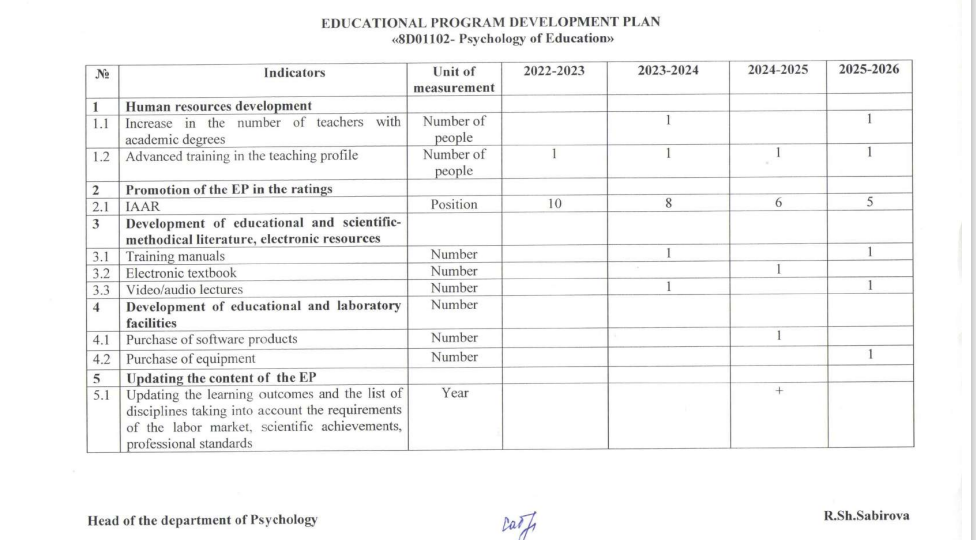 EDUCATIONAL PROGRAM DEVELOPMENT PLAN
«8D01102- Psychology of Education»
№ Indicators Unit of measurement 2022-2023 2023-2024 2024-2025 2025-2026
1 Human resources development
1.1 Increase in the number of teachers with academic degrees Number of people 1 1
1.2 Advanced training in the teaching profile Number of people 1 1 1 1
2 Promotion of the EP in the ratings
2.1 IAAR Position 10 8 6 5
3 Development of educational and scientific-methodical literature, electronic resources
3.1 Training manuals Number 1 1
3.2 Electronic textbook Number 1
3.3 Video/audio lectures Number 1 1
4 Development of educational and laboratory facilities Number
4.1 Purchase of software products Number 1
4.2 Purchase of equipment Number 1
5 Updating the content of the EP
5.1 Updating the learning outcomes and the list of disciplines taking into account the requirements of the labor market, scientific achievements, professional standards Year +
Head of the department of Psychology R.Sh.Sabirova